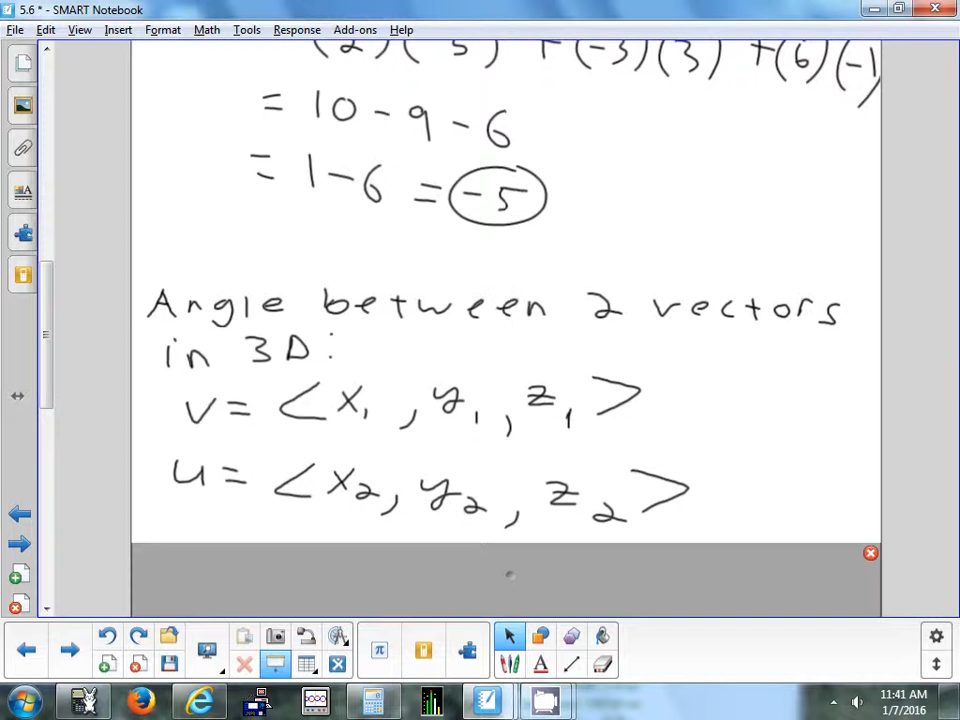 5.6 * - SMART Notebook
File Edit View Insert Format Math Tools Response Add-ons Help
(2)(5) +(-3)(3) +(6)(-1)
= 10 - 9 - 6
= 1 - 6 = -5
Angle between 2 vectors
in 3D:
v = <x₁, y₁, z₁>
u = <x₂, y₂, z₂>
11:41 AM
1/7/2016